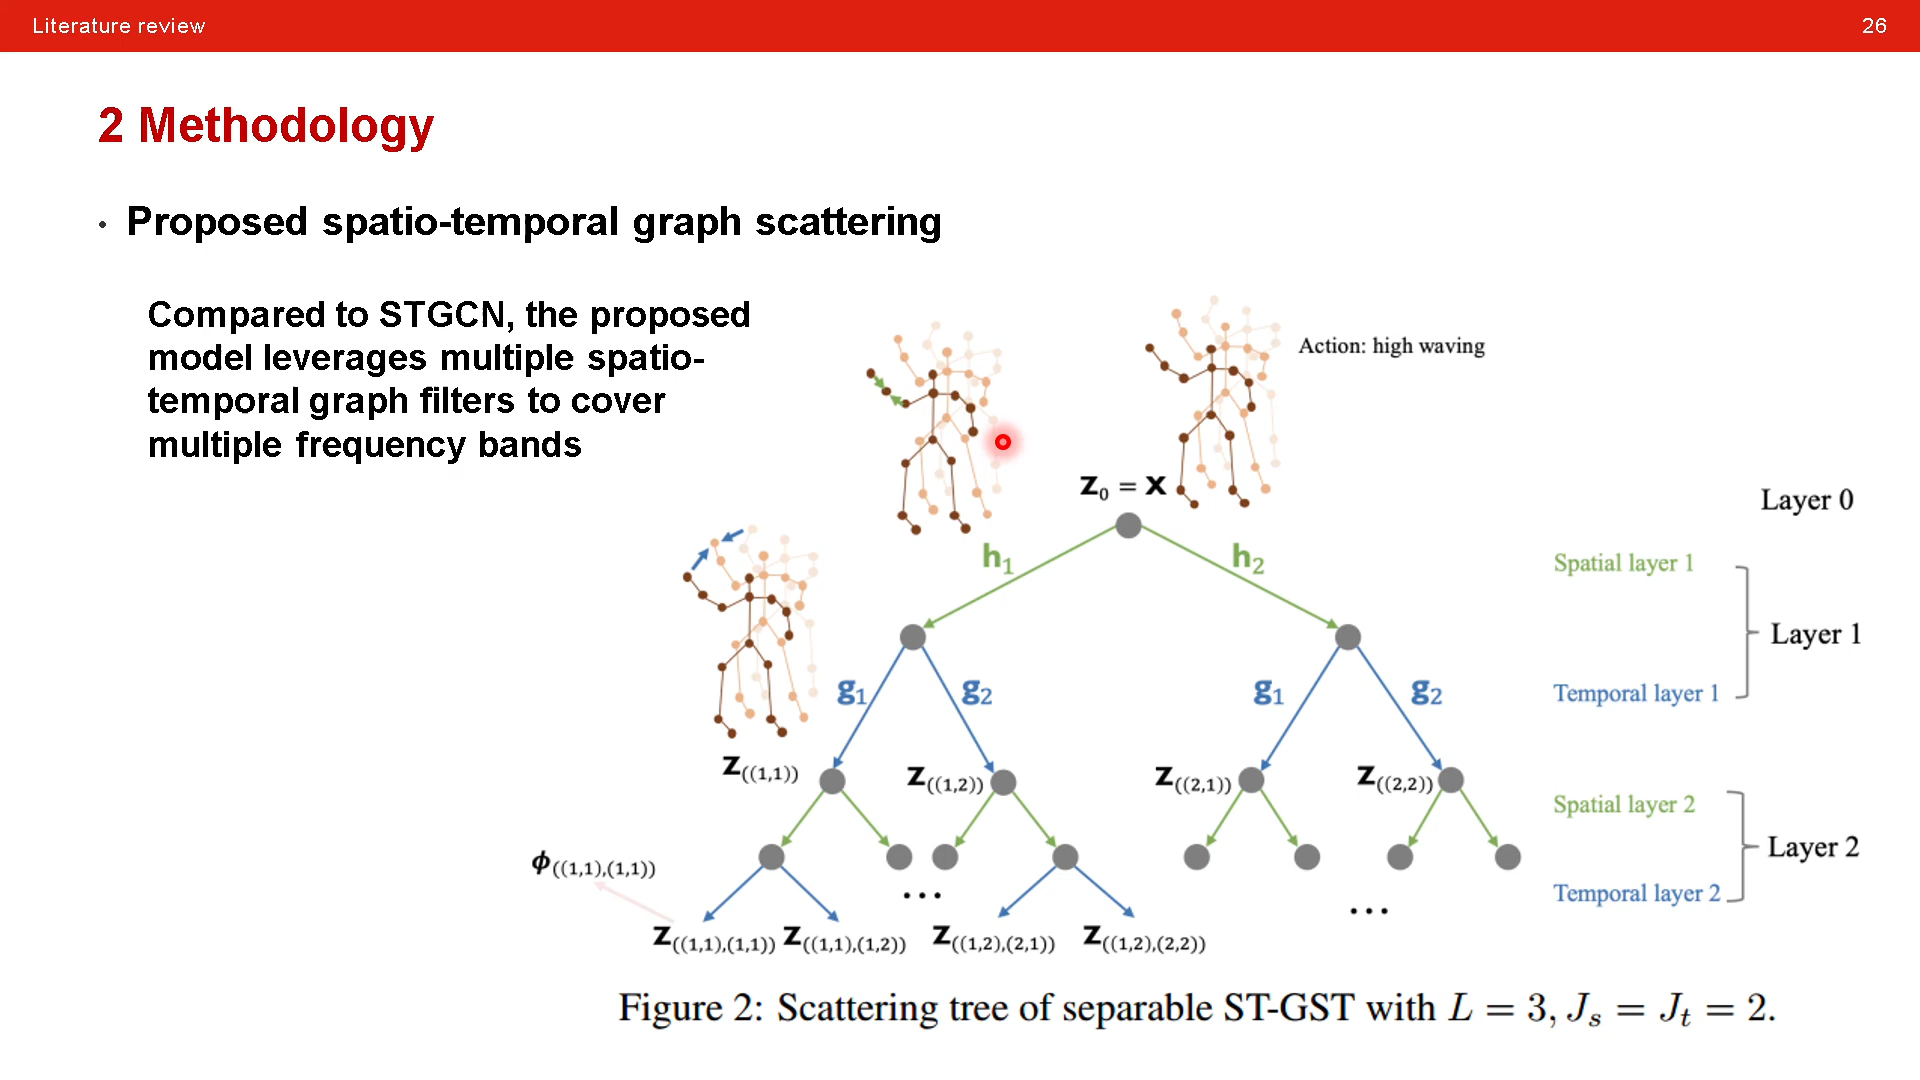 Literature review
26
2 Methodology
• Proposed spatio-temporal graph scattering
Compared to STGCN, the proposed
model leverages multiple spatio-
temporal graph filters to cover
multiple frequency bands
Action: high waving
z₀ = x
Layer 0
h₁
h₂
Spatial layer 1
Layer 1
g₁
g₂
g₁
g₂
Temporal layer 1
z₍₍₁,₁₎₎
z₍₍₁,₂₎₎
z₍₍₂,₁₎₎
z₍₍₂,₂₎₎
Spatial layer 2
Layer 2
ϕ((1,1),(1,1))
...
Temporal layer 2
...
z((1,1),(1,1))
z((1,1),(1,2))
z((1,2),(2,1))
z((1,2),(2,2))
Figure 2: Scattering tree of separable ST-GST with L = 3, Jₛ = Jₜ = 2.